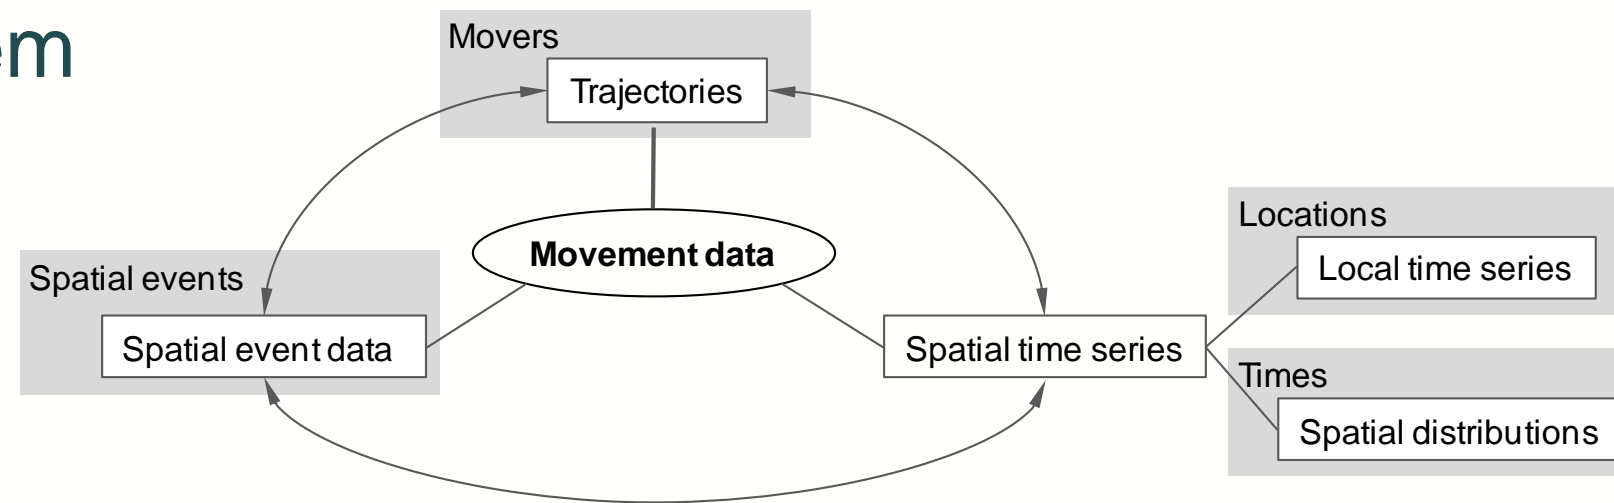 em
Movers
Trajectories
Movement data
Locations
Local time series
Spatial events
Spatial event data
Spatial time series
Times
Spatial distributions